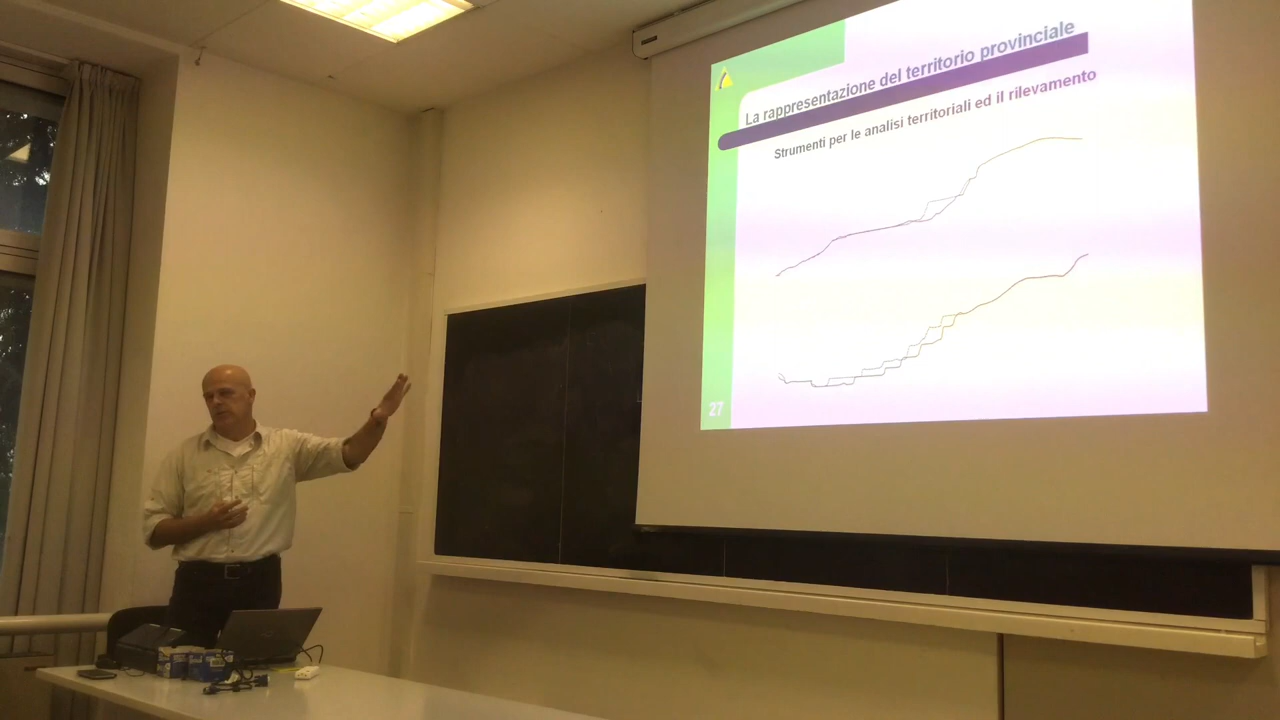 La rappresentazione del territorio provinciale
Strumenti per le analisi territoriali ed il rilevamento
27